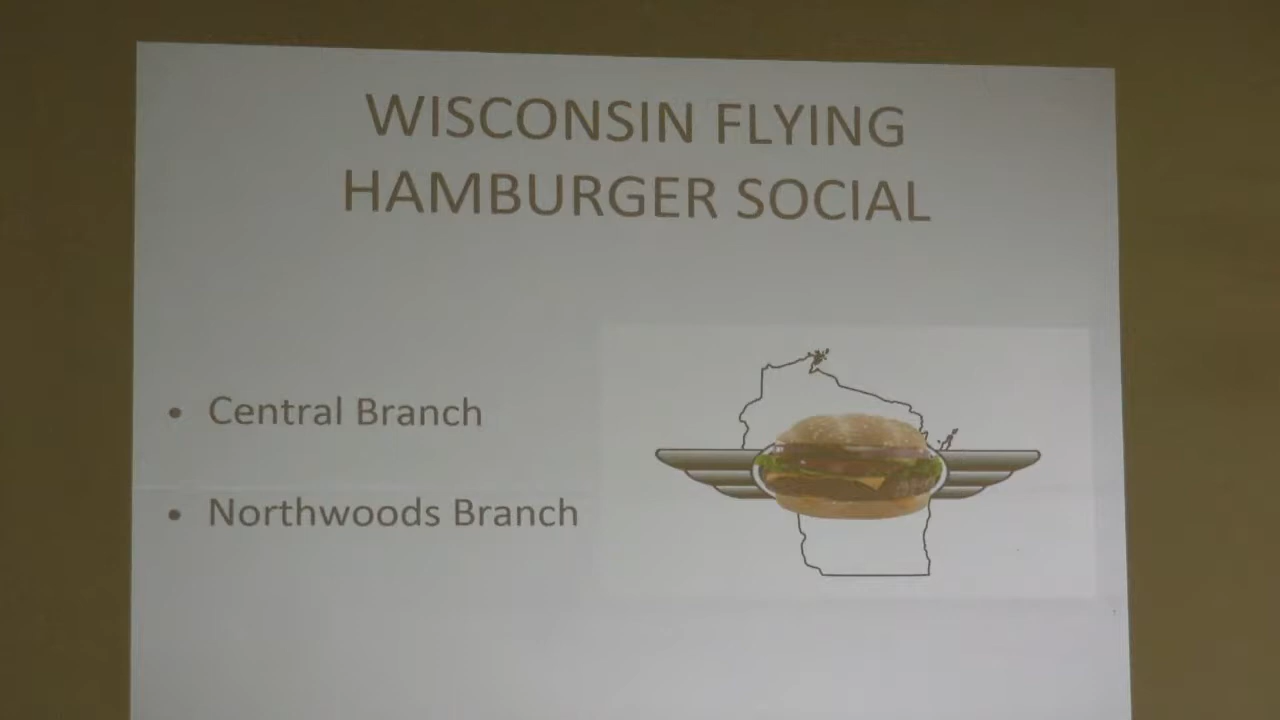 WISCONSIN FLYING
HAMBURGER SOCIAL
• Central Branch
• Northwoods Branch